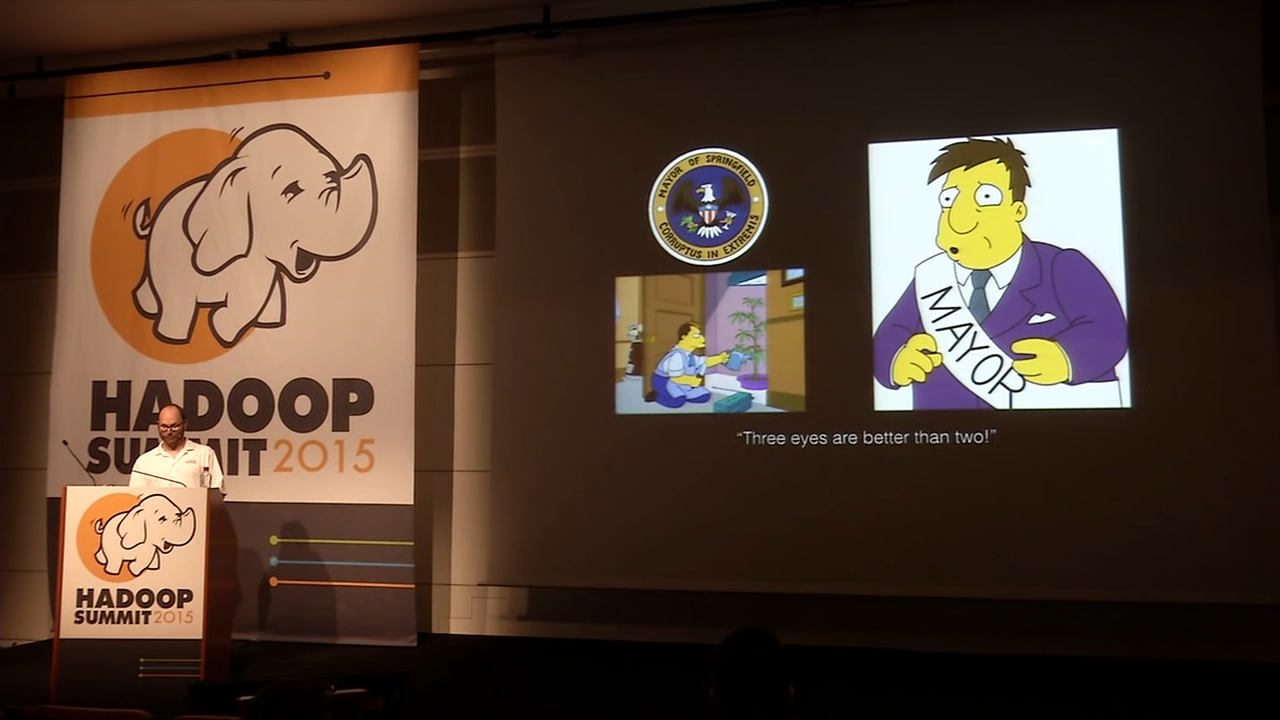 HADOOP
SUMMIT 2015
HADOOP
SUMMIT 2015
MAYOR OF SPRINGFIELD
CORRUPTUS IN EXTREMIS
MAYOR
“Three eyes are better than two!”